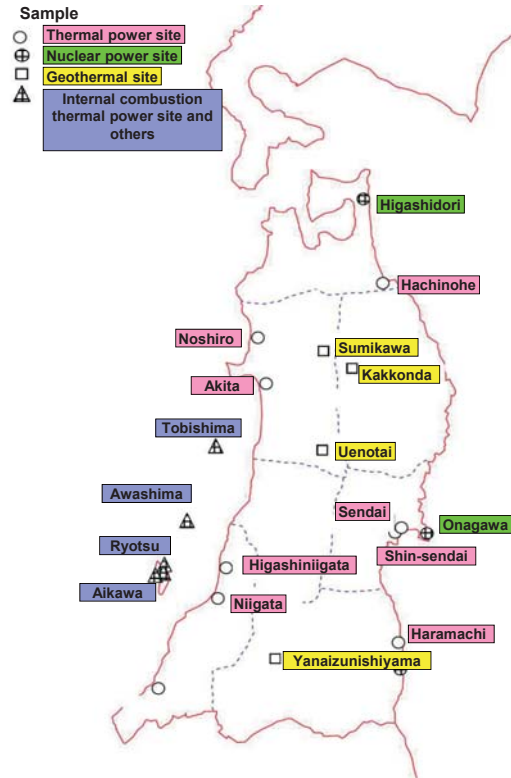 Sample
Thermal power site
Nuclear power site
Geothermal site
Internal combustion
thermal power site and
others
Higashidori
Hachinohe
Noshiro
Sumikawa
Kakkonda
Akita
Tobishima
Uenotai
Awashima
Sendai
Onagawa
Shin-sendai
Ryotsu
Higashiniigata
Aikawa
Niigata
Haramachi
Yanaizunishiyama